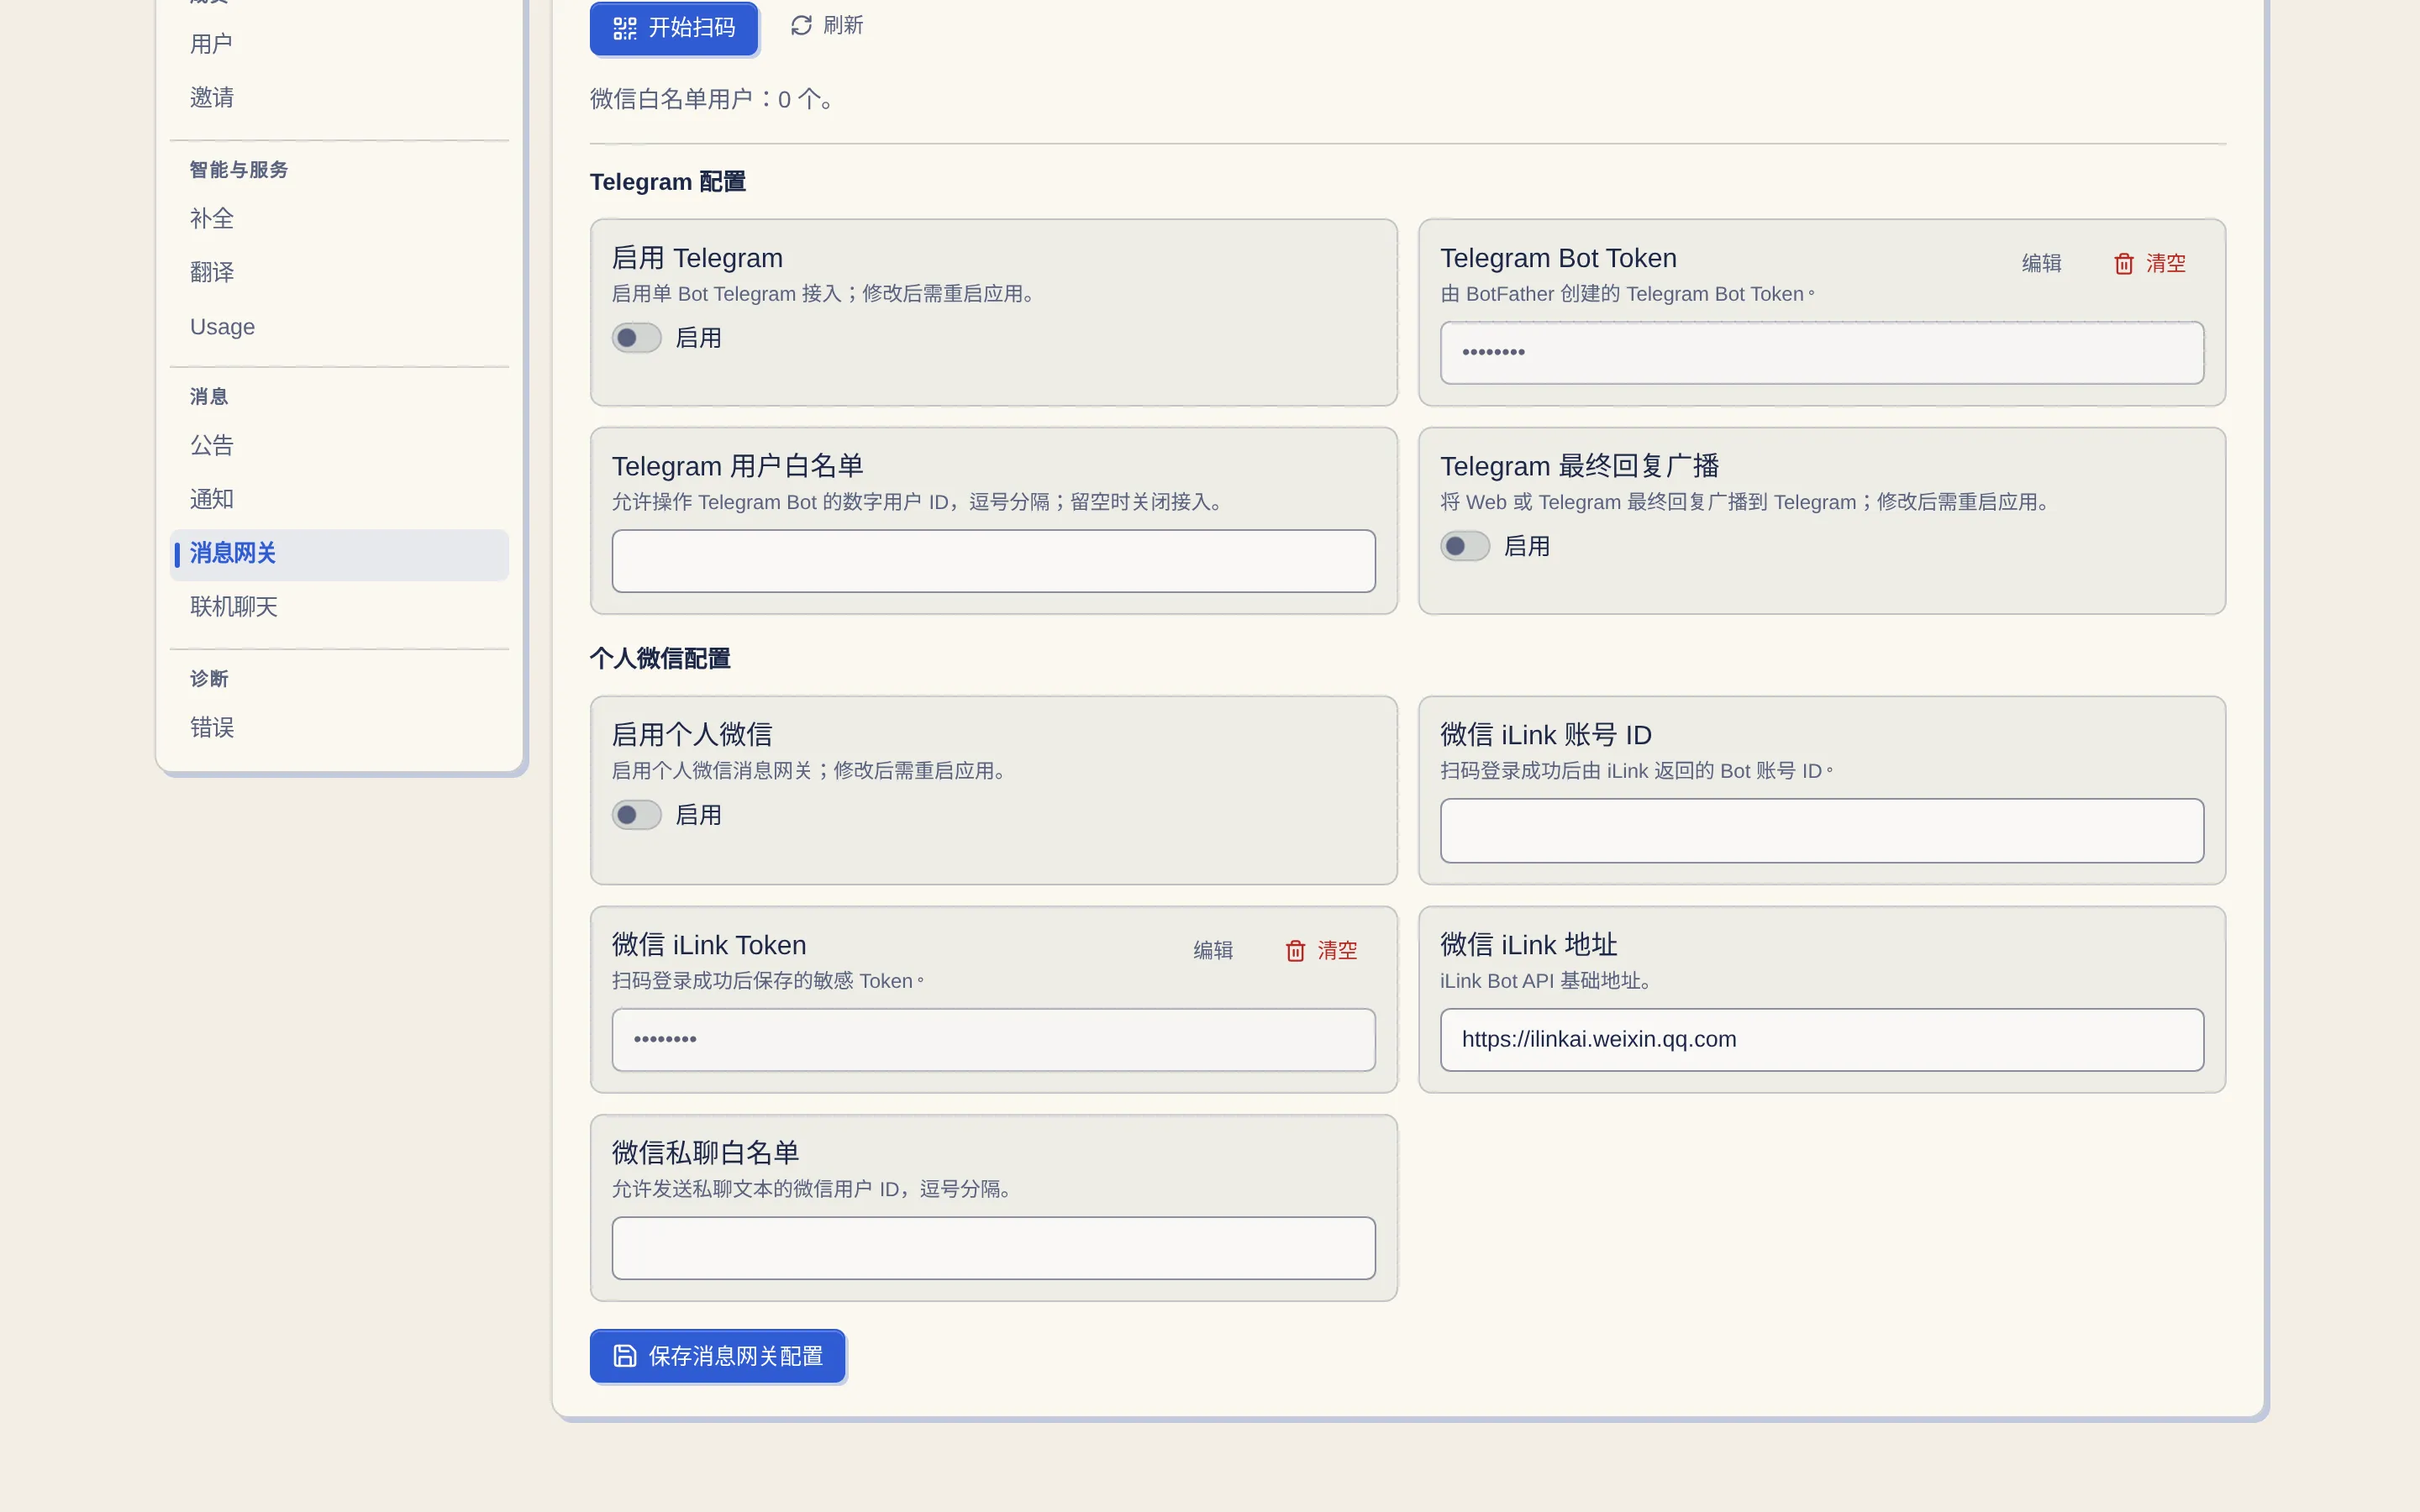 用户
邀请
智能与服务
补全
翻译
Usage
消息
公告
通知
消息网关
联机聊天
诊断
错误
开始扫码
刷新
微信白名单用户：0 个。
Telegram 配置
启用 Telegram
启用单 Bot Telegram 接入；修改后需重启应用。
启用
Telegram Bot Token
编辑
清空
由 BotFather 创建的 Telegram Bot Token。
••••••••
Telegram 用户白名单
允许操作 Telegram Bot 的数字用户 ID，逗号分隔；留空时关闭接入。
Telegram 最终回复广播
将 Web 或 Telegram 最终回复广播到 Telegram；修改后需重启应用。
启用
个人微信配置
启用个人微信
启用个人微信消息网关；修改后需重启应用。
启用
微信 iLink 账号 ID
扫码登录成功后由 iLink 返回的 Bot 账号 ID。
微信 iLink Token
编辑
清空
扫码登录成功后保存的敏感 Token。
••••••••
微信 iLink 地址
iLink Bot API 基础地址。
https://ilinkai.weixin.qq.com
微信私聊白名单
允许发送私聊文本的微信用户 ID，逗号分隔。
保存消息网关配置